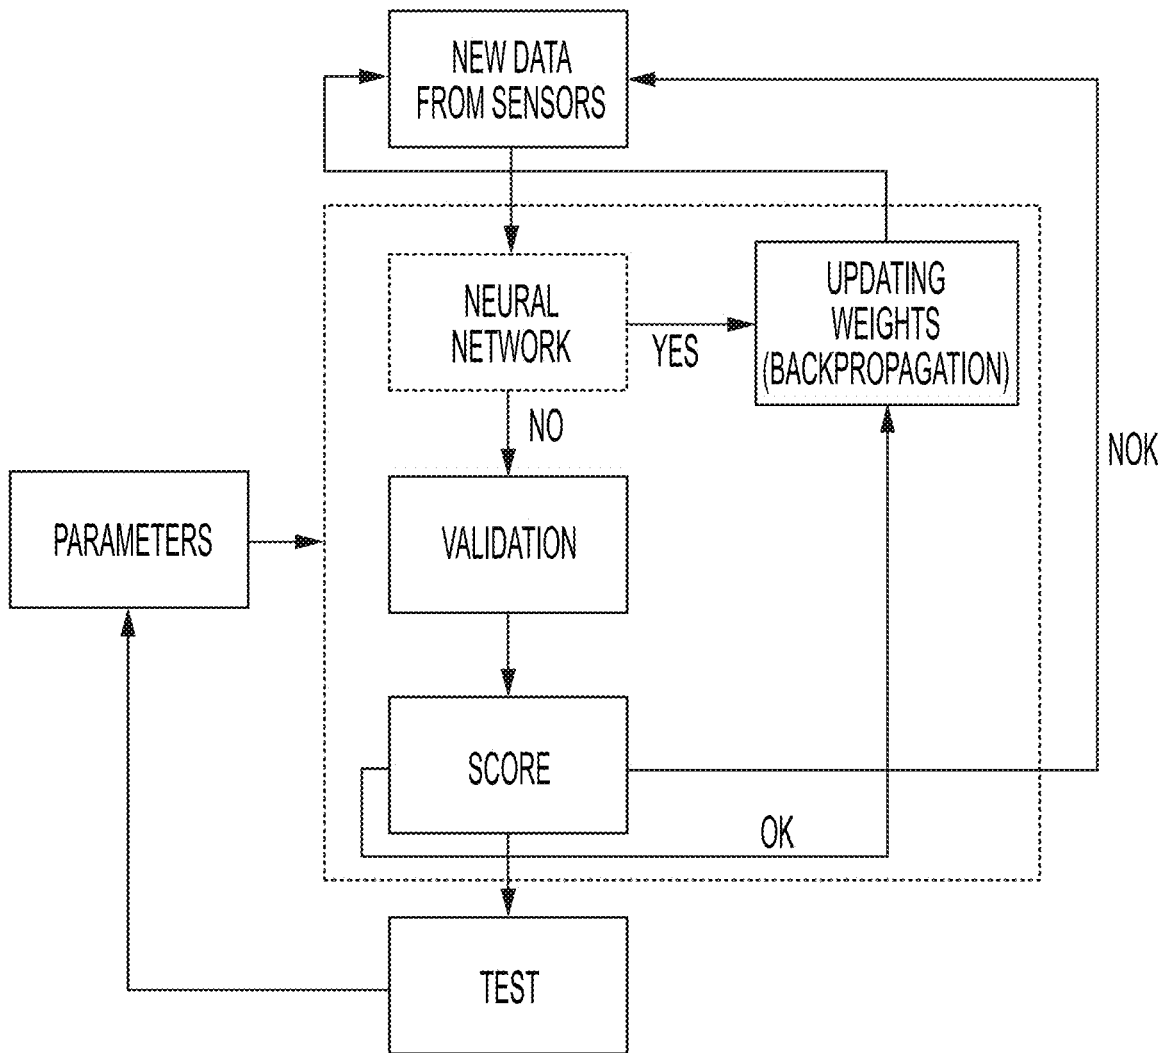 NEW DATA
FROM SENSORS
NEURAL
NETWORK
YES
UPDATING
WEIGHTS
(BACKPROPAGATION)
NO
NOK
PARAMETERS
VALIDATION
SCORE
OK
TEST